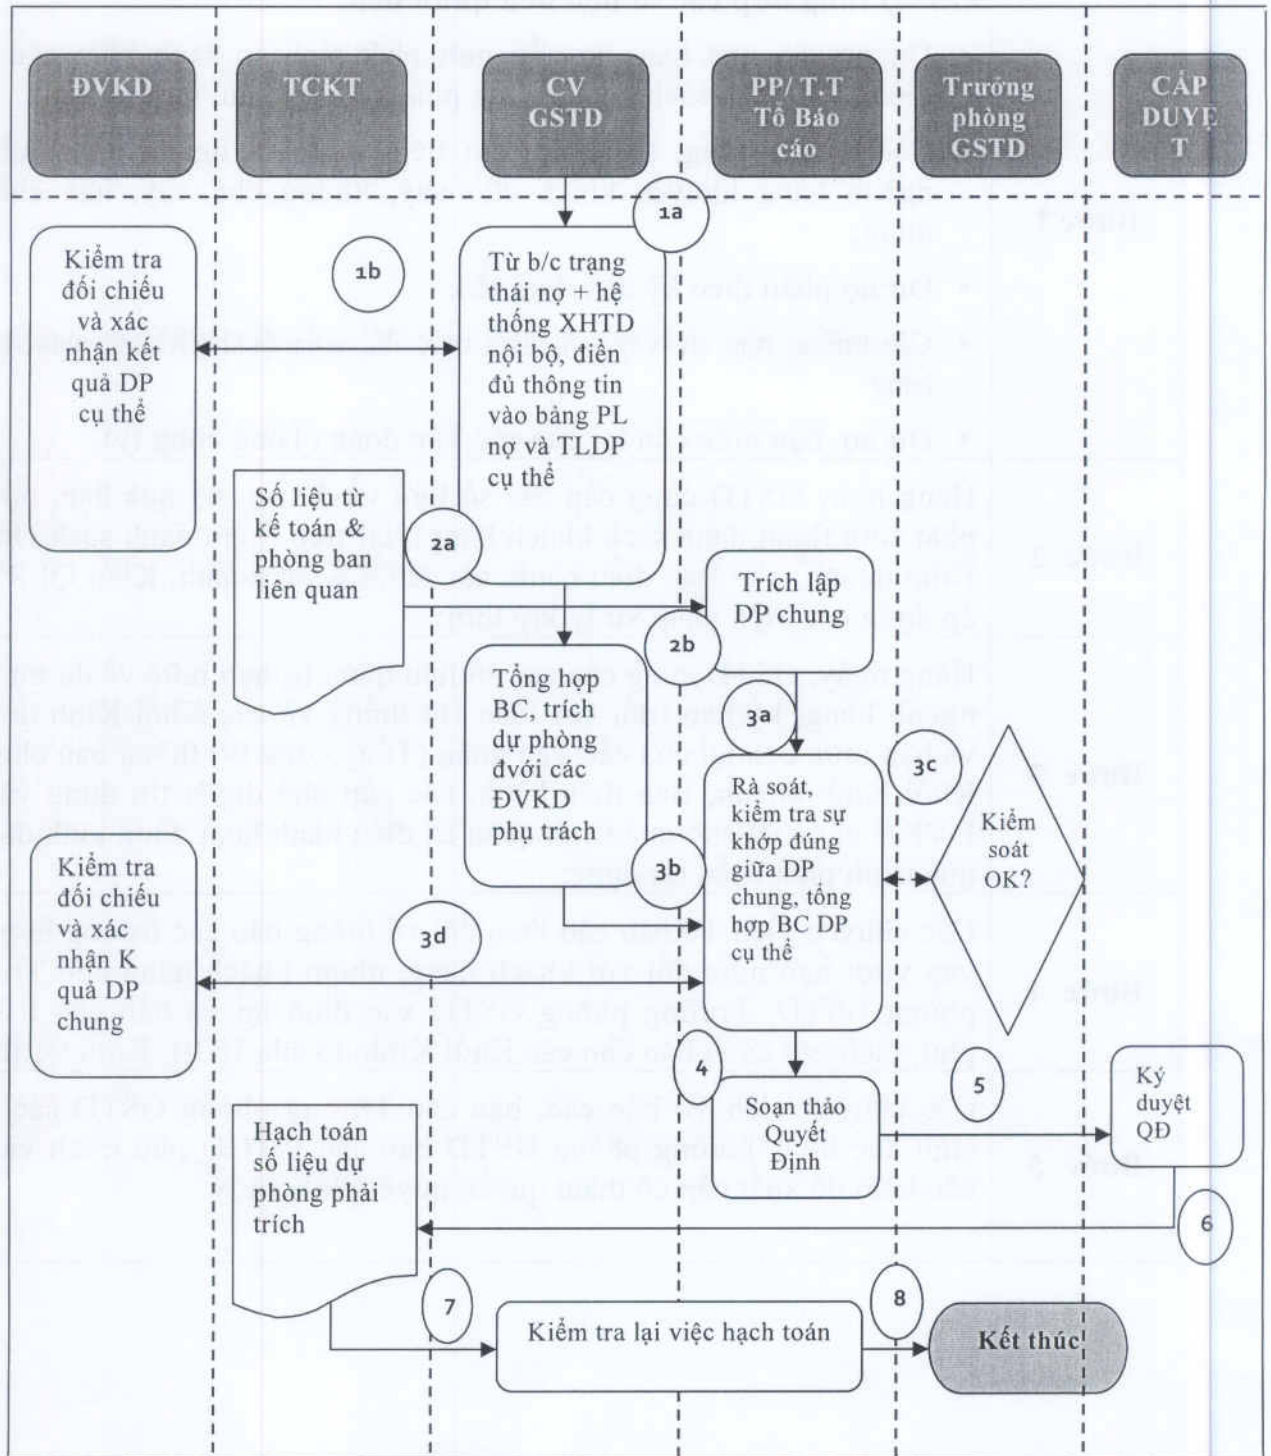 ĐVKD
TCKT
CV
GSTD
PP/ T.T
Tổ Báo
cáo
Trưởng
phòng
GSTD
CẤP
DUYỆ
T
1a
1b
Kiểm tra
đối chiếu
và xác
nhận kết
quả DP
cụ thể
Từ b/c trạng
thái nợ + hệ
thống XHTD
nội bộ, điền
đủ thông tin
vào bảng PL
nợ và TLDP
cụ thể
Số liệu từ
kế toán &
phòng ban
liên quan
2a
Trích lập
DP chung
2b
Tổng hợp
BC trích
dự phòng
đvới các
ĐVKD
phụ trách
3a
3c
Rà soát,
kiểm tra sự
khớp đúng
giữa DP
chung, tổng
hợp BC DP
cụ thể
Kiểm
soát
OK?
3b
Kiểm tra
đối chiếu
và xác
nhận K
quả DP
chung
3d
4
5
Soạn thảo
Quyết
Định
Ký
duyệt
QĐ
Hạch toán
số liệu dự
phòng phải
trích
6
7
Kiểm tra lại việc hạch toán
8
Kết thúc